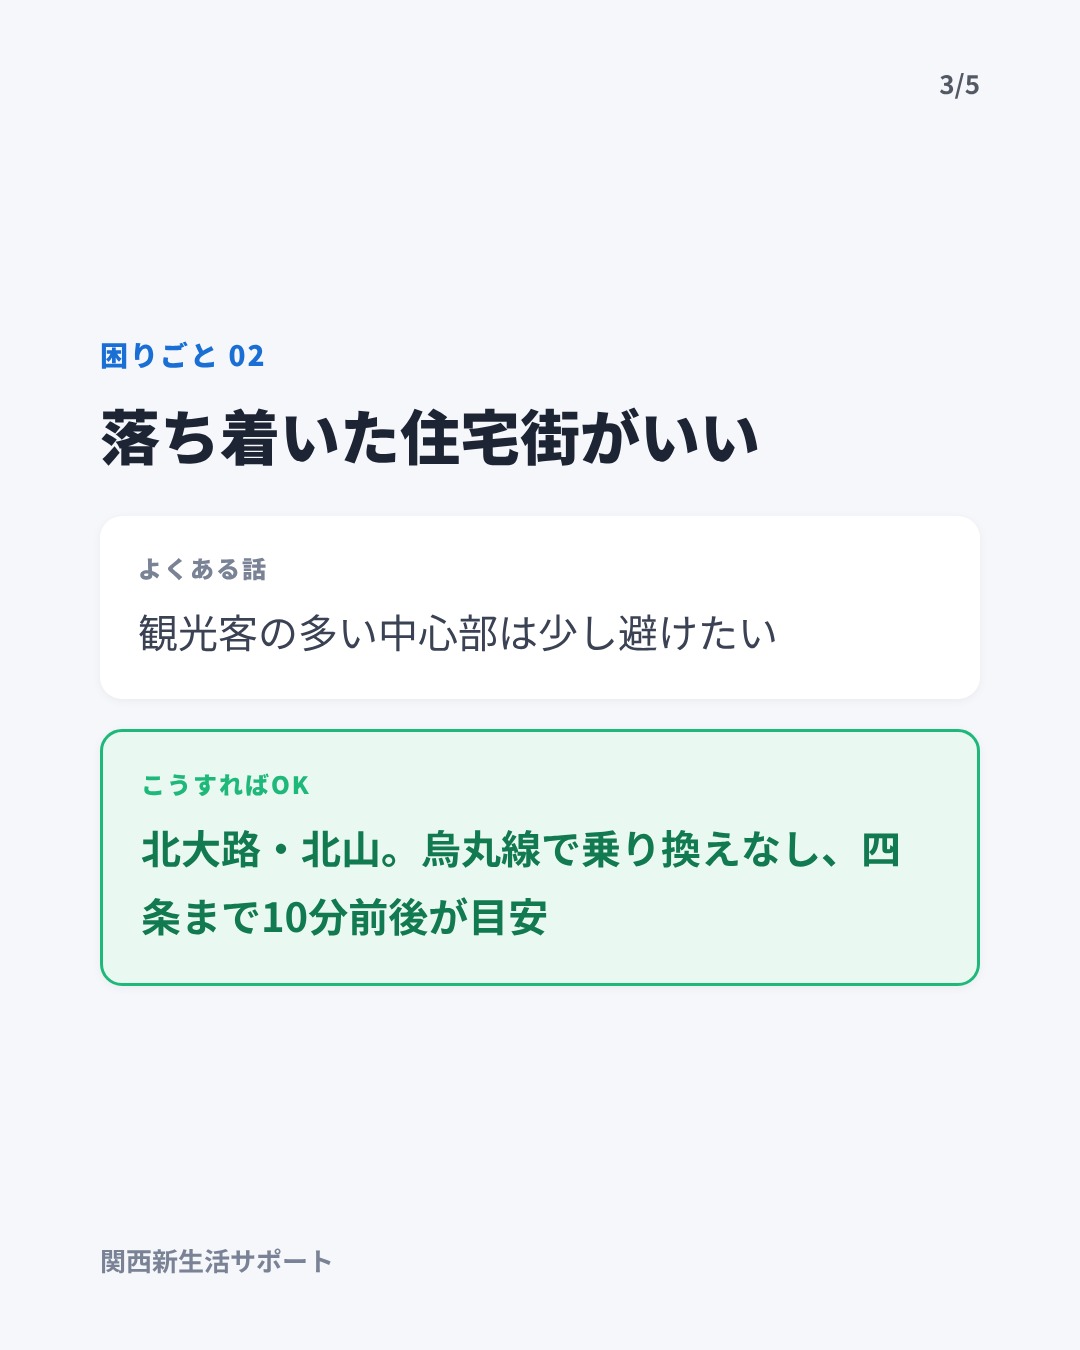 3/5
困りごと 02
落ち着いた住宅街がいい
よくある話
観光客の多い中心部は少し避けたい
こうすればOK
北大路・北山。烏丸線で乗り換えなし、四
条まで10分前後が目安
関西新生活サポート